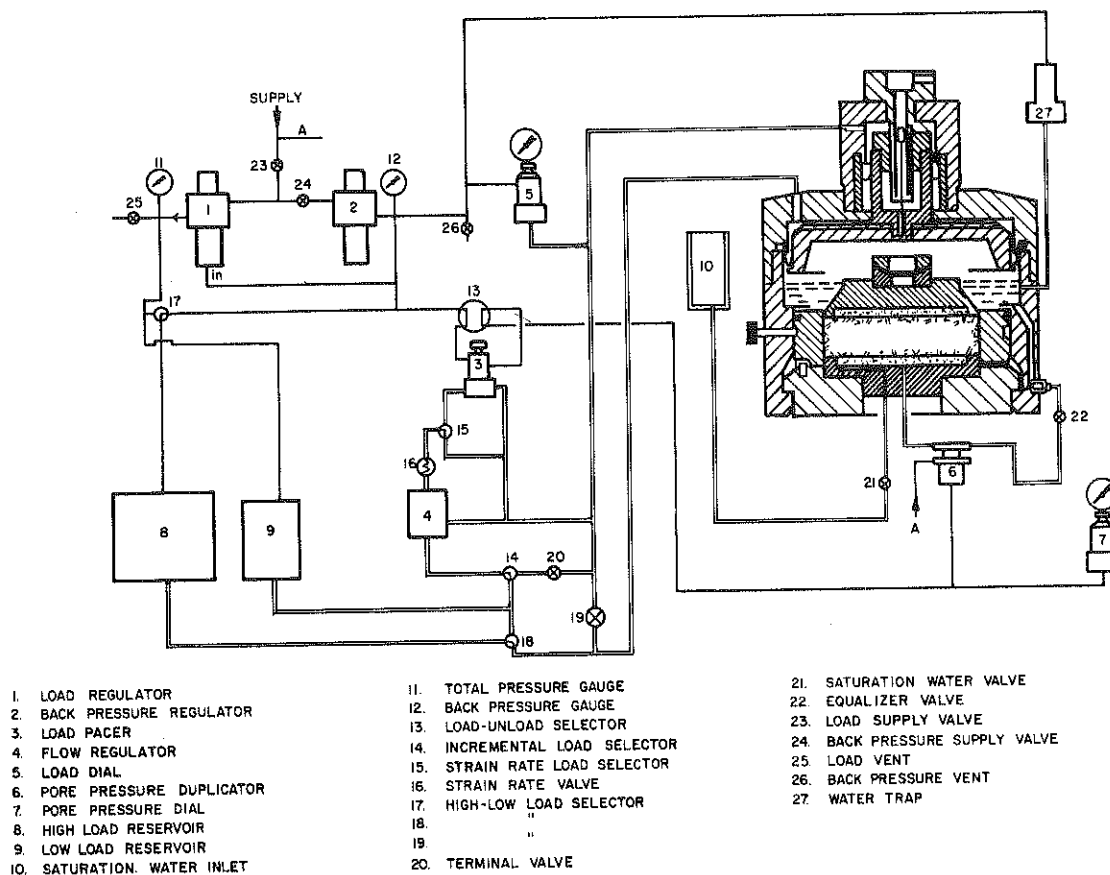 SUPPLY
A
11
23
12
24
25
1
2
5
26
27
in
10
13
17
3
15
16
22
6
21
4
A
7
8
9
14
20
19
18
1. LOAD REGULATOR
2. BACK PRESSURE REGULATOR
3. LOAD PACER
4. FLOW REGULATOR
5. LOAD DIAL
6. PORE PRESSURE DUPLICATOR
7. PORE PRESSURE DIAL
8. HIGH LOAD RESERVOIR
9. LOW LOAD RESERVOIR
10. SATURATION. WATER INLET
11. TOTAL PRESSURE GAUGE
12. BACK PRESSURE GAUGE
13. LOAD-UNLOAD SELECTOR
14. INCREMENTAL LOAD SELECTOR
15. STRAIN RATE LOAD SELECTOR
16. STRAIN RATE VALVE
17. HIGH-LOW LOAD SELECTOR
18. "
19. "
20. TERMINAL VALVE
21. SATURATION WATER VALVE
22. EQUALIZER VALVE
23. LOAD SUPPLY VALVE
24. BACK PRESSURE SUPPLY VALVE
25. LOAD VENT
26. BACK PRESSURE VENT
27. WATER TRAP